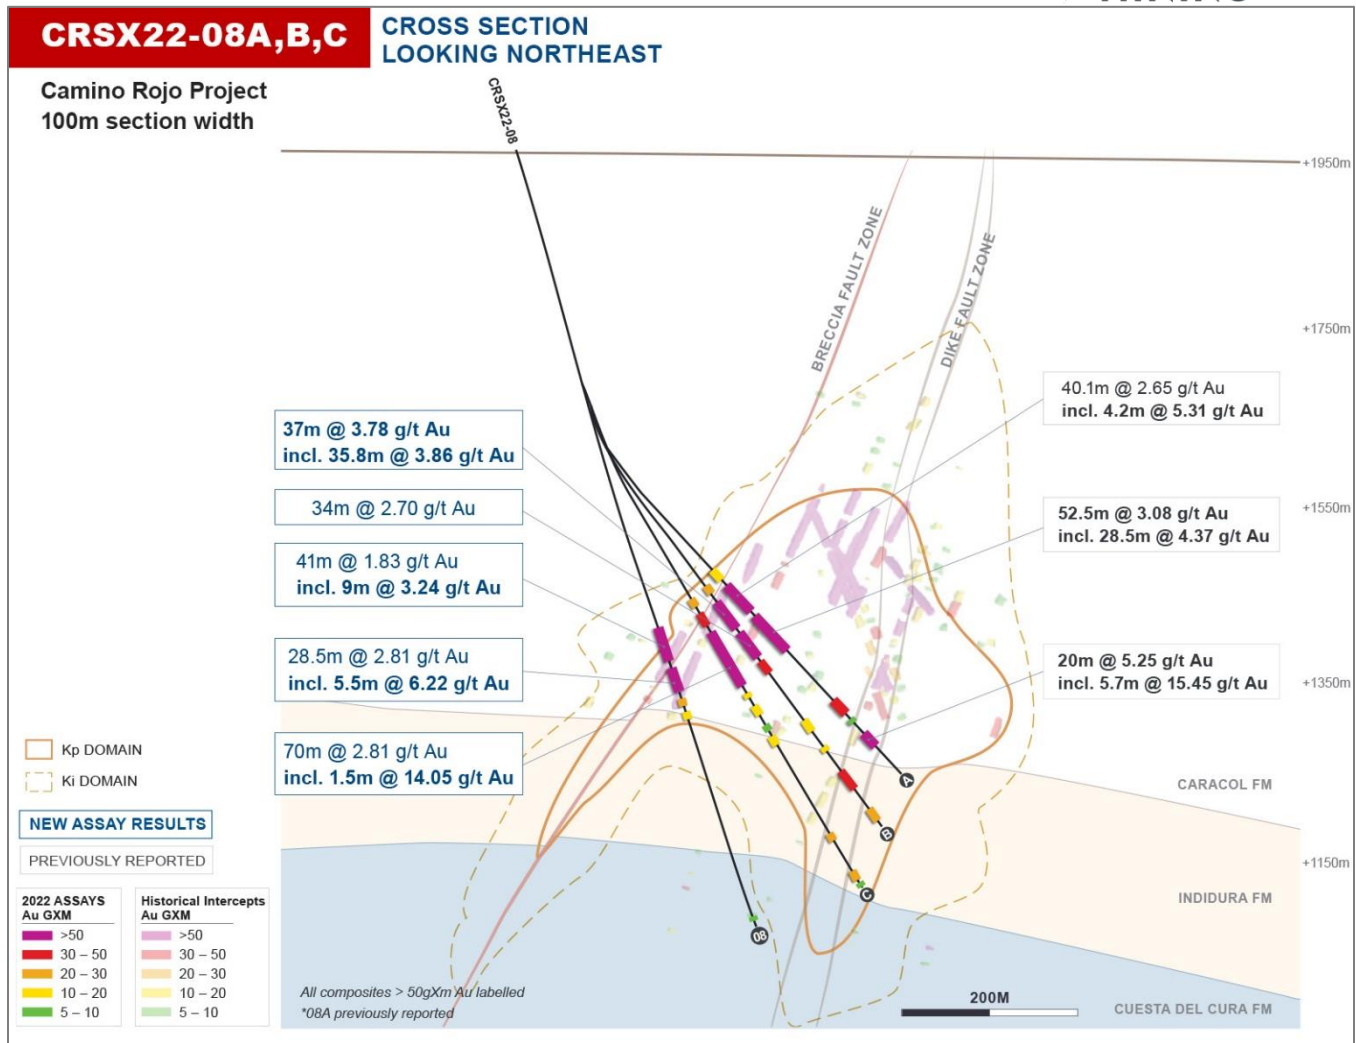 CRSX22-08A,B,C
CROSS SECTION
LOOKING NORTHEAST
Camino Rojo Project
100m section width
CRSX22-08
+1950m
BRECCIA FAULT ZONE
DIKE FAULT ZONE
+1750m
40.1m @ 2.65 g/t Au
incl. 4.2m @ 5.31 g/t Au
37m @ 3.78 g/t Au
incl. 35.8m @ 3.86 g/t Au
34m @ 2.70 g/t Au
+1550m
52.5m @ 3.08 g/t Au
incl. 28.5m @ 4.37 g/t Au
41m @ 1.83 g/t Au
incl. 9m @ 3.24 g/t Au
28.5m @ 2.81 g/t Au
incl. 5.5m @ 6.22 g/t Au
20m @ 5.25 g/t Au
incl. 5.7m @ 15.45 g/t Au
+1350m
70m @ 2.81 g/t Au
incl. 1.5m @ 14.05 g/t Au
A
B
C
08
CARACOL FM
+1150m
INDIDURA FM
CUESTA DEL CURA FM
Kp DOMAIN
Ki DOMAIN
NEW ASSAY RESULTS
PREVIOUSLY REPORTED
2022 ASSAYS
Au GXM
>50
30 – 50
20 – 30
10 – 20
5 – 10
Historical Intercepts
Au GXM
>50
30 – 50
20 – 30
10 – 20
5 – 10
All composites > 50gXm Au labelled
*08A previously reported
200M